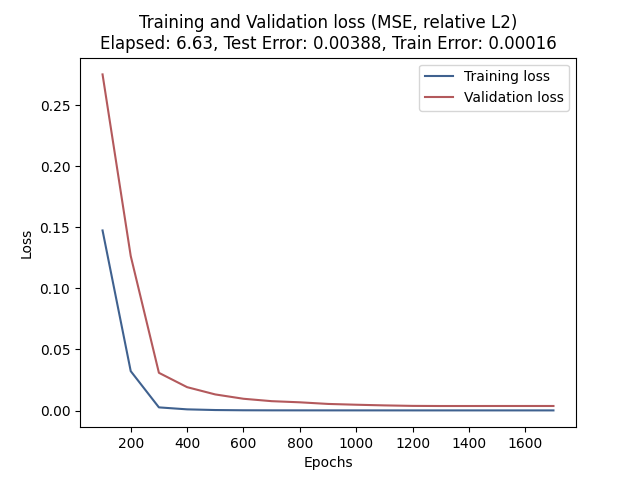 Training and Validation loss (MSE, relative L2)
Elapsed: 6.63, Test Error: 0.00388, Train Error: 0.00016
Training loss
Validation loss
0.25
0.20
0.15
0.10
0.05
0.00
Loss
200 400 600 800 1000 1200 1400 1600
Epochs